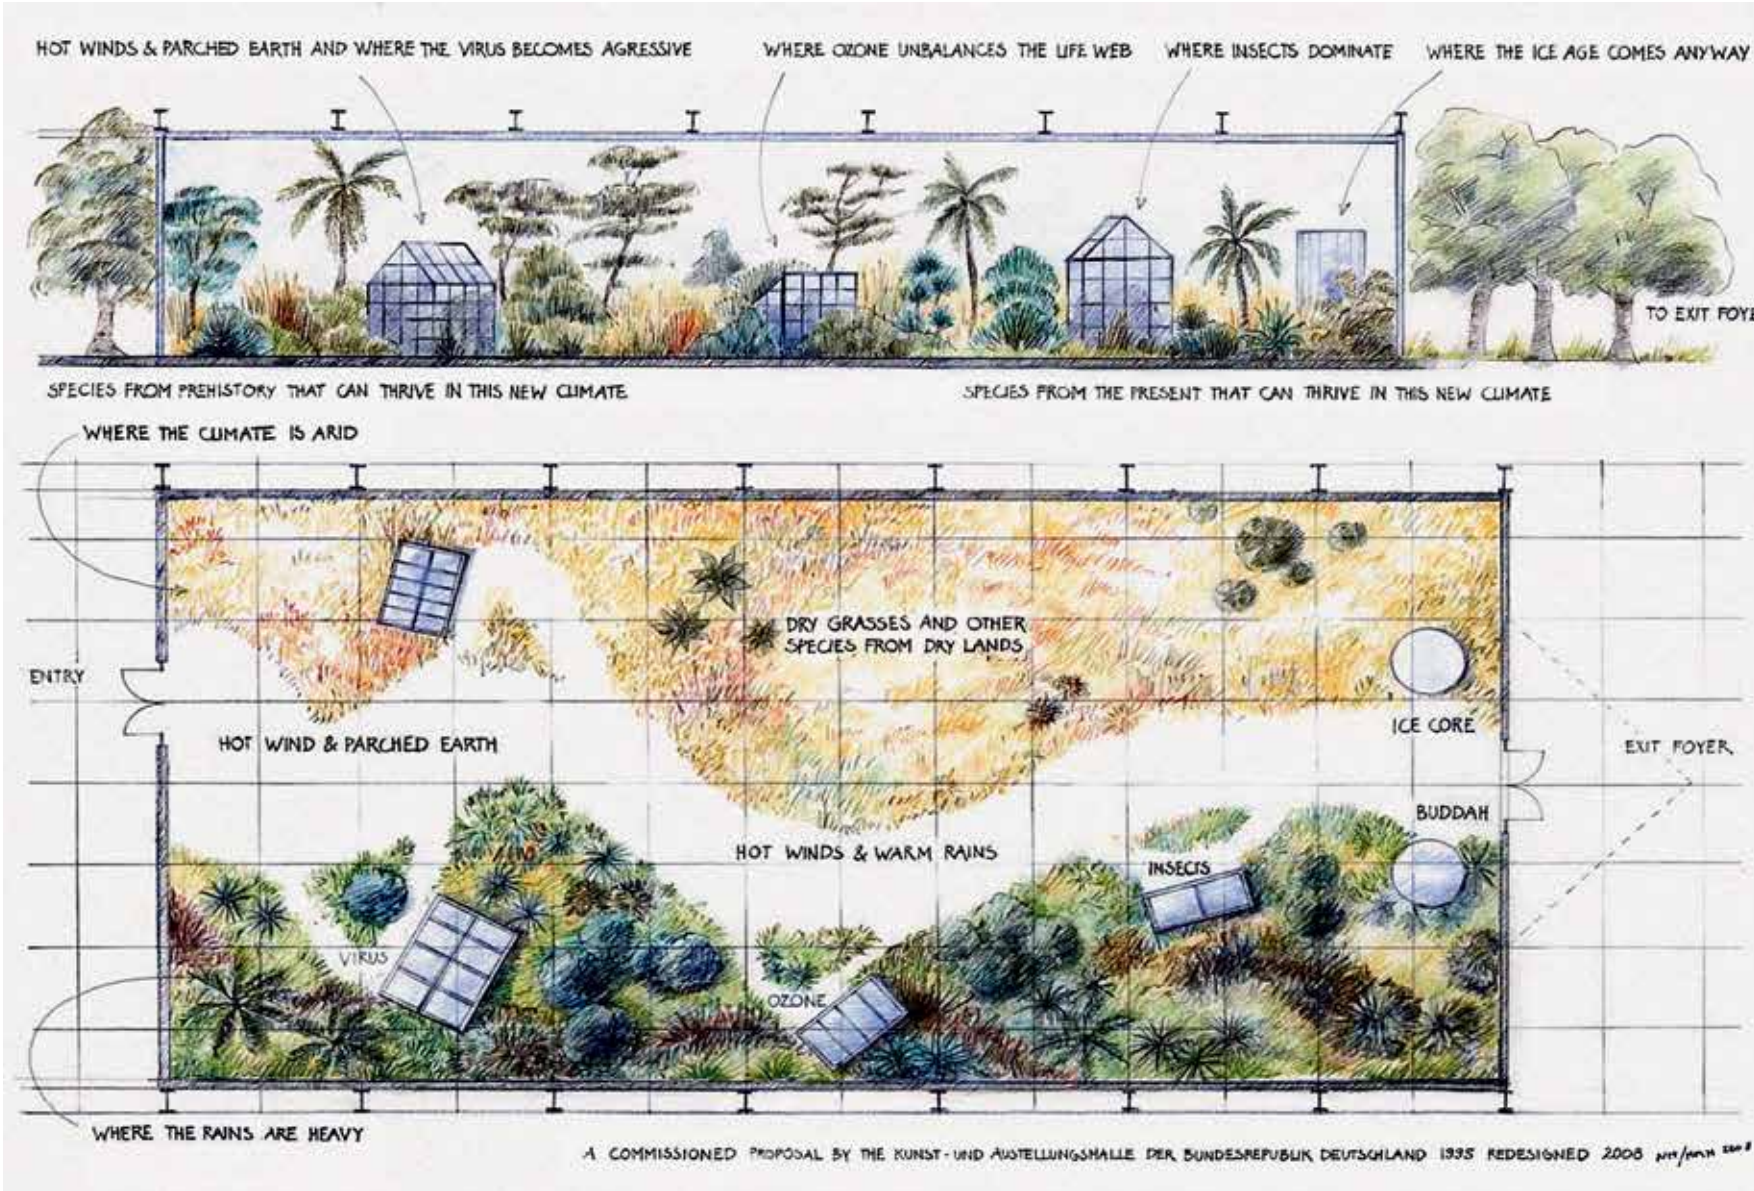 HOT WINDS & PARCHED EARTH AND WHERE THE VIRUS BECOMES AGRESSIVE
WHERE OZONE UNBALANCES THE LIFE WEB
WHERE INSECTS DOMINATE
WHERE THE ICE AGE COMES ANYWAY
TO EXIT FOYE
SPECIES FROM PREHISTORY THAT CAN THRIVE IN THIS NEW CLIMATE
SPECIES FROM THE PRESENT THAT CAN THRIVE IN THIS NEW CLIMATE
WHERE THE CLIMATE IS ARID
DRY GRASSES AND OTHER
SPECIES FROM DRY LANDS
ENTRY
ICE CORE
HOT WIND & PARCHED EARTH
EXIT FOYER
BUDDAH
HOT WINDS & WARM RAINS
INSECTS
VIRUS
OZONE
WHERE THE RAINS ARE HEAVY
A COMMISSIONED PROPOSAL BY THE KUNST-UND AUSTELLUNGSHALLE DER BUNDESREPUBLIK DEUTSCHLAND 1995 REDESIGNED 2008